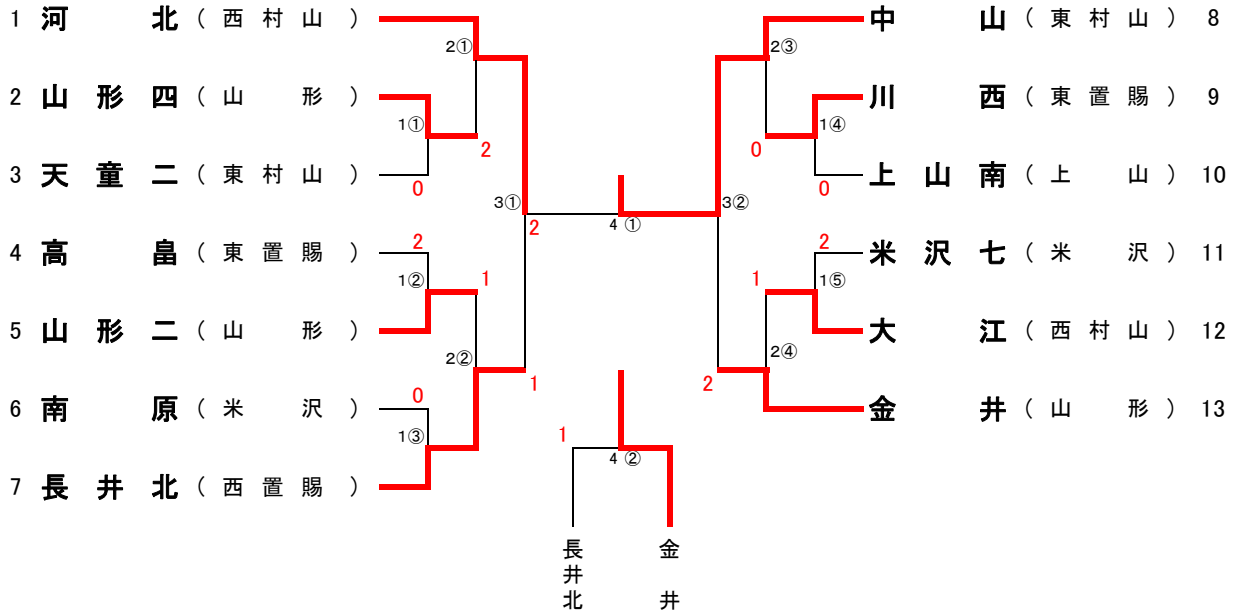 1 河北（西村山）
2①
2 山形四（山形）
1①
2
3 天童二（東村山）
0
3①
2
4 高畠（東置賜）
2
1②
1
5 山形二（山形）
2②
1
6 南原（米沢）
0
1③
7 長井北（西置賜）
4 ①
1
4 ②
長井北
金井
中山（東村山） 8
2③
川西（東置賜） 9
1④
0
上山南（上山） 10
0
3②
米沢七（米沢） 11
2
1⑤
1
大江（西村山） 12
2④
2
金井（山形） 13